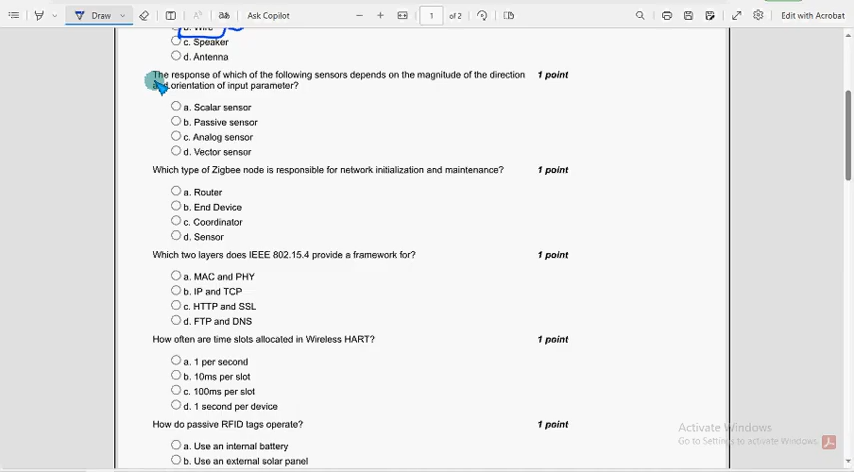 Draw
Ask Copilot
1
of 2
Edit with Acrobat
b. Wire
c. Speaker
d. Antenna
The response of which of the following sensors depends on the magnitude of the direction 1 point
and orientation of input parameter?
a. Scalar sensor
b. Passive sensor
c. Analog sensor
d. Vector sensor
Which type of Zigbee node is responsible for network initialization and maintenance? 1 point
a. Router
b. End Device
c. Coordinator
d. Sensor
Which two layers does IEEE 802.15.4 provide a framework for? 1 point
a. MAC and PHY
b. IP and TCP
c. HTTP and SSL
d. FTP and DNS
How often are time slots allocated in Wireless HART? 1 point
a. 1 per second
b. 10ms per slot
c. 100ms per slot
d. 1 second per device
How do passive RFID tags operate? 1 point
a. Use an internal battery
b. Use an external solar panel
Activate Windows
Go to Settings to activate Windows.